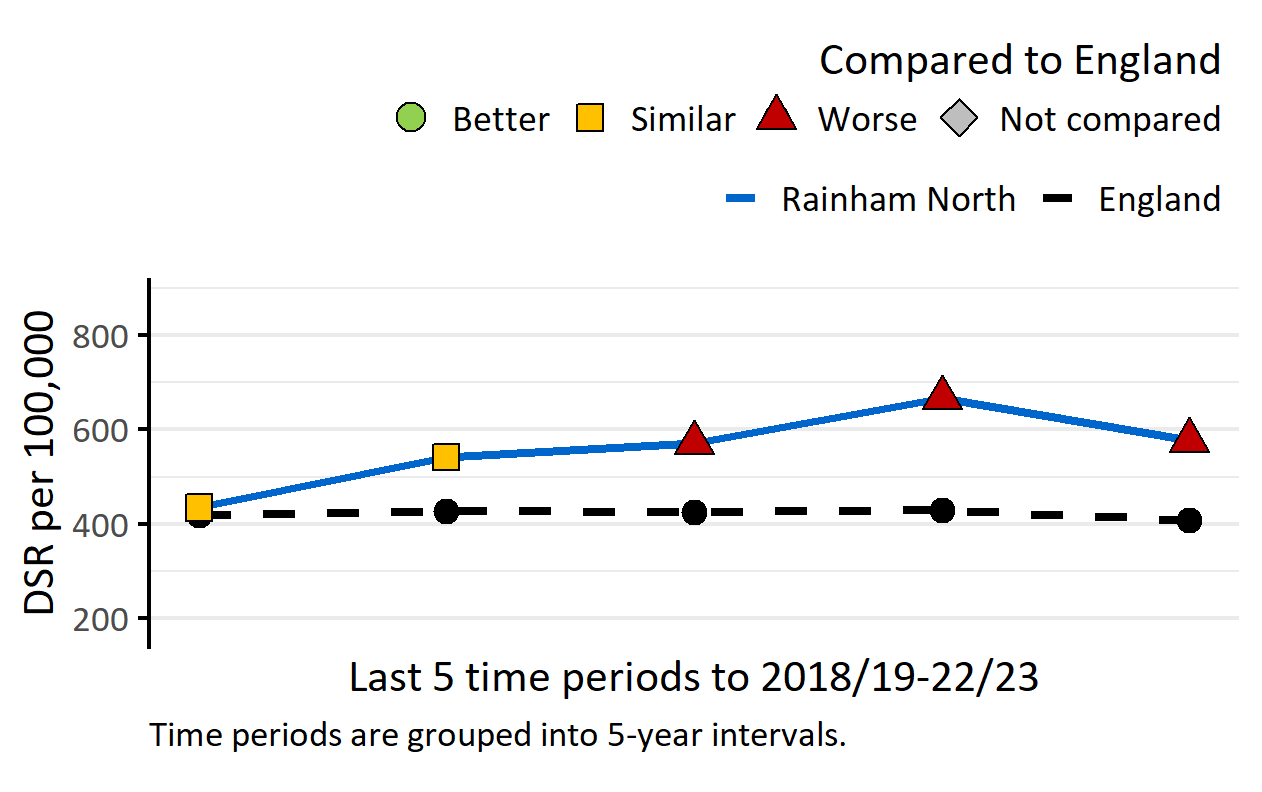 Compared to England
Better Similar Worse Not compared
Rainham North England
DSR per 100,000
800
600
400
200
Last 5 time periods to 2018/19-22/23
Time periods are grouped into 5-year intervals.